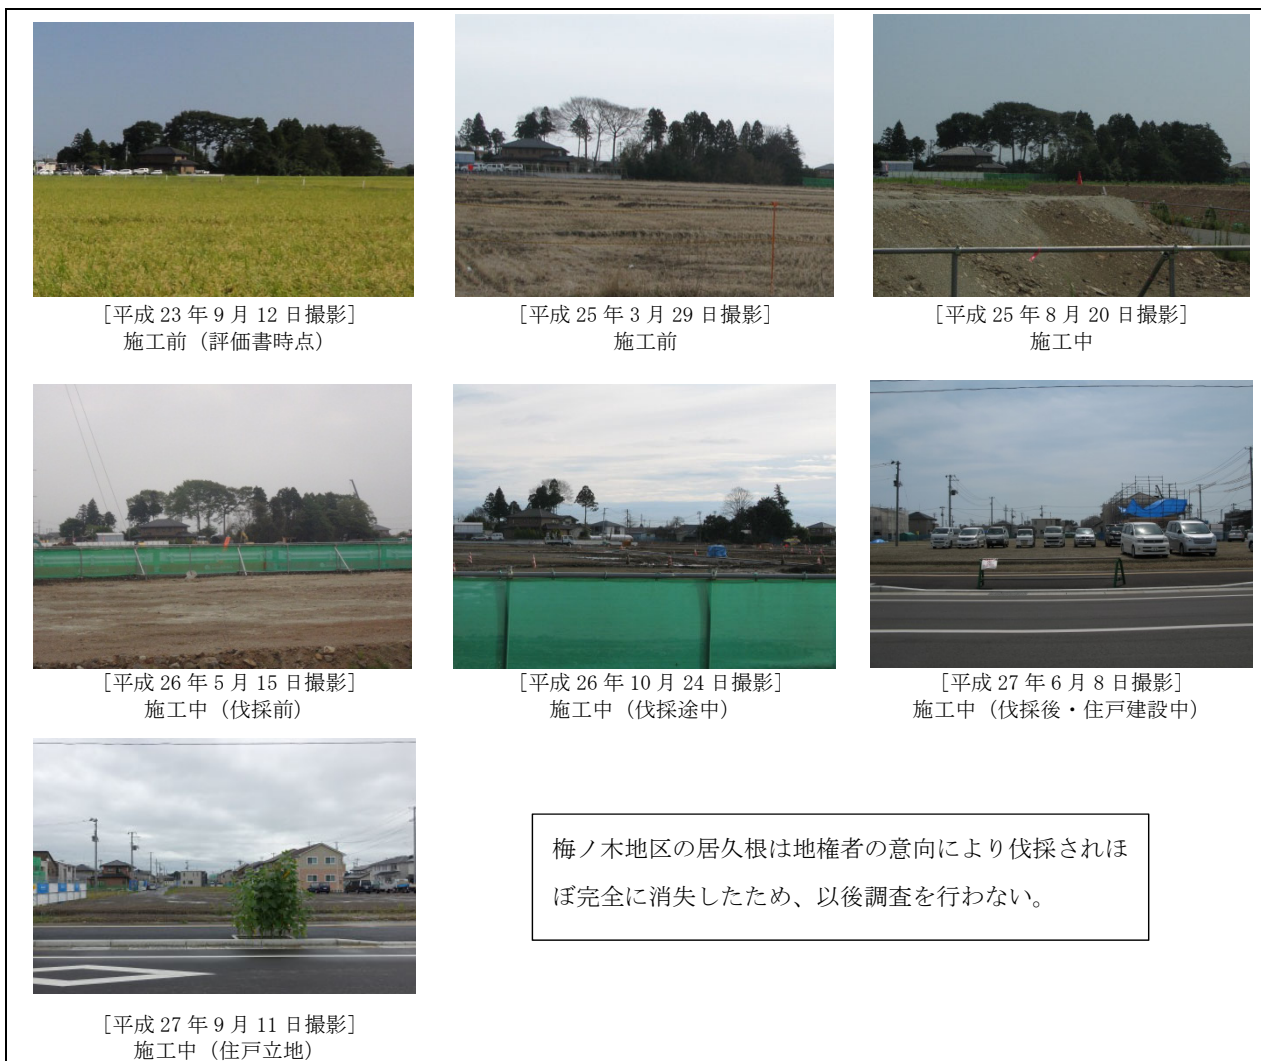 [平成 23 年 9 月 12 日撮影]
施工前（評価書時点）
[平成 25 年 3 月 29 日撮影]
施工前
[平成 25 年 8 月 20 日撮影]
施工中
[平成 26 年 5 月 15 日撮影]
施工中（伐採前）
[平成 26 年 10 月 24 日撮影]
施工中（伐採途中）
[平成 27 年 6 月 8 日撮影]
施工中（伐採後・住戸建設中）
[平成 27 年 9 月 11 日撮影]
施工中（住戸立地）
梅ノ木地区の居久根は地権者の意向により伐採されほ
ぼ完全に消失したため、以後調査を行わない。